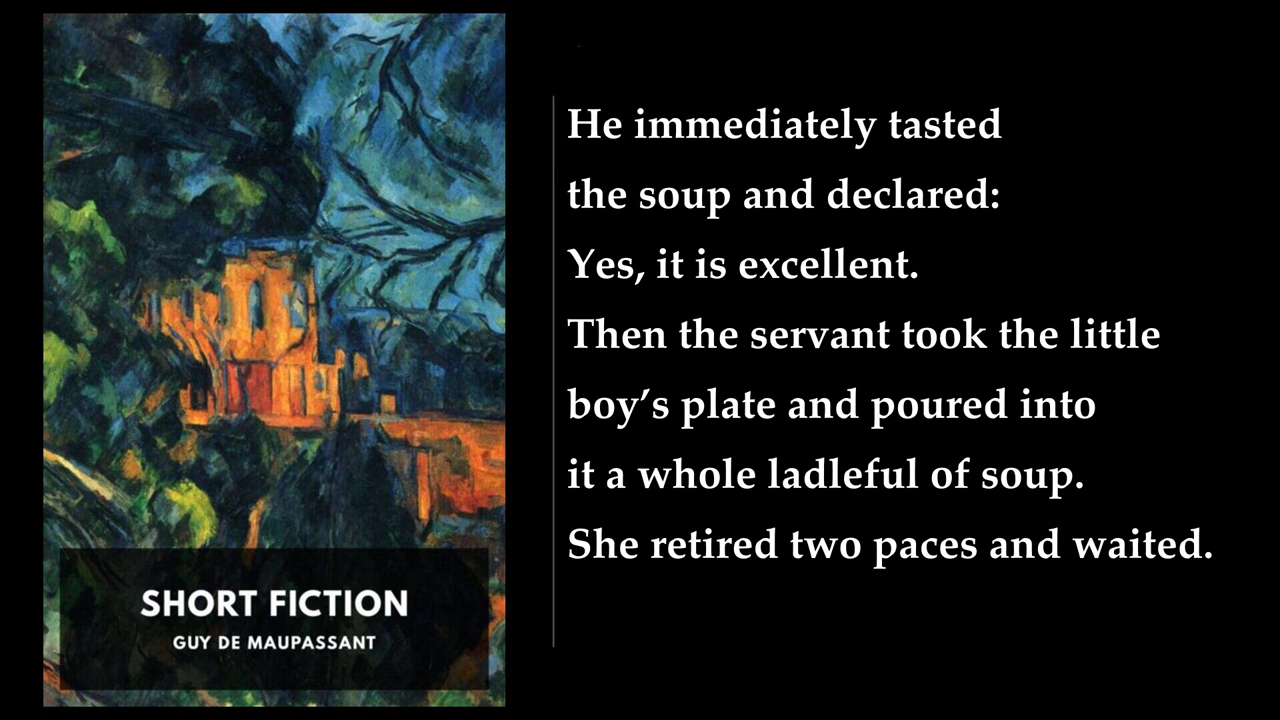 He immediately tasted
the soup and declared:
Yes, it is excellent.
Then the servant took the little
boy’s plate and poured into
it a whole ladleful of soup.
She retired two paces and waited.
SHORT FICTION
GUY DE MAUPASSANT